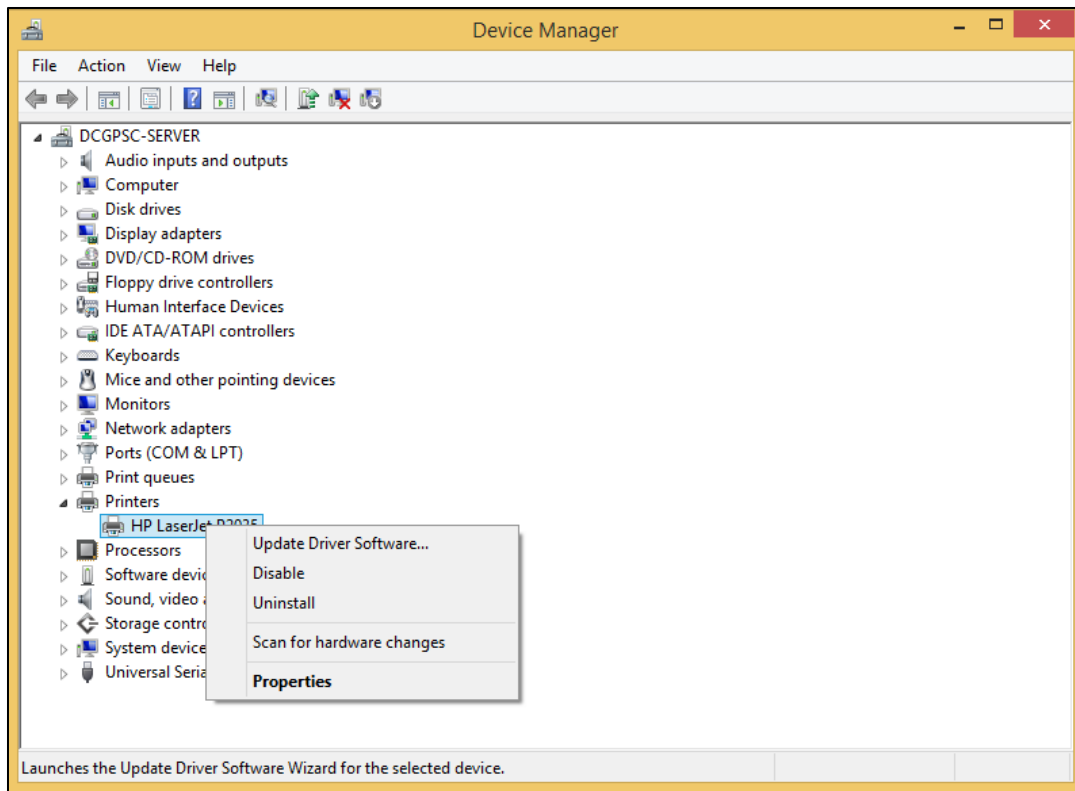 Device Manager
File Action View Help
DCGPSC-SERVER
Audio inputs and outputs
Computer
Disk drives
Display adapters
DVD/CD-ROM drives
Floppy drive controllers
Human Interface Devices
IDE ATA/ATAPI controllers
Keyboards
Mice and other pointing devices
Monitors
Network adapters
Ports (COM & LPT)
Print queues
Printers
HP LaserJet
Update Driver Software...
Processors
Software
Disable
Sound, video
Uninstall
Storage
Scan for hardware changes
System device
Universal
Properties
Launches the Update Driver Software Wizard for the selected device.